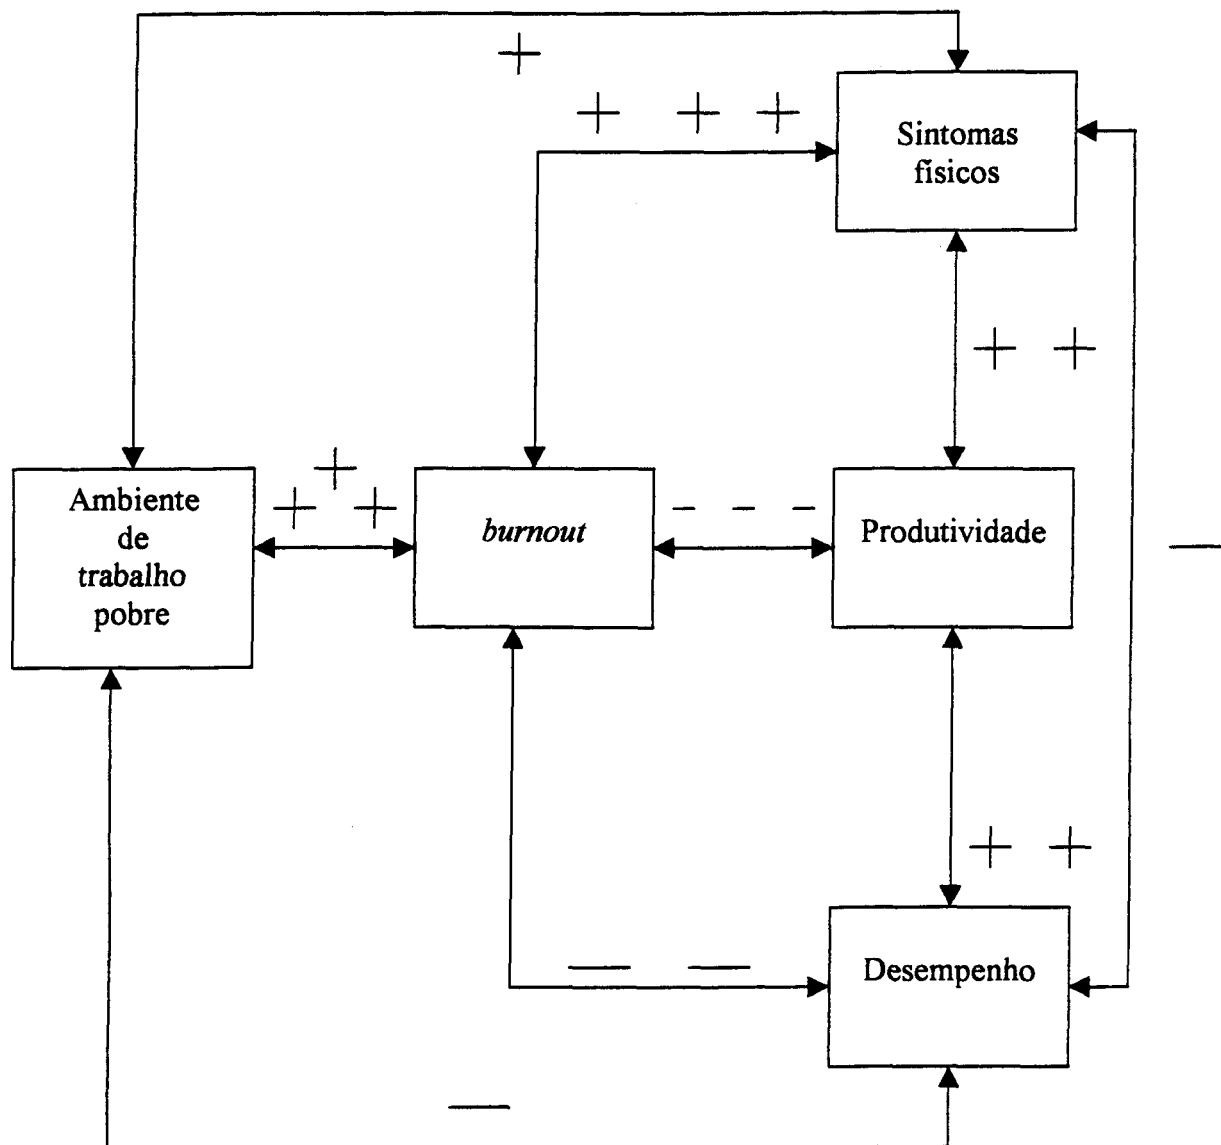 +
+ + +
Sintomas
físicos
+ +
Ambiente
de
trabalho
pobre
+
+ +
burnout
- - -
Produtividade
—
+ +
— —
Desempenho
—